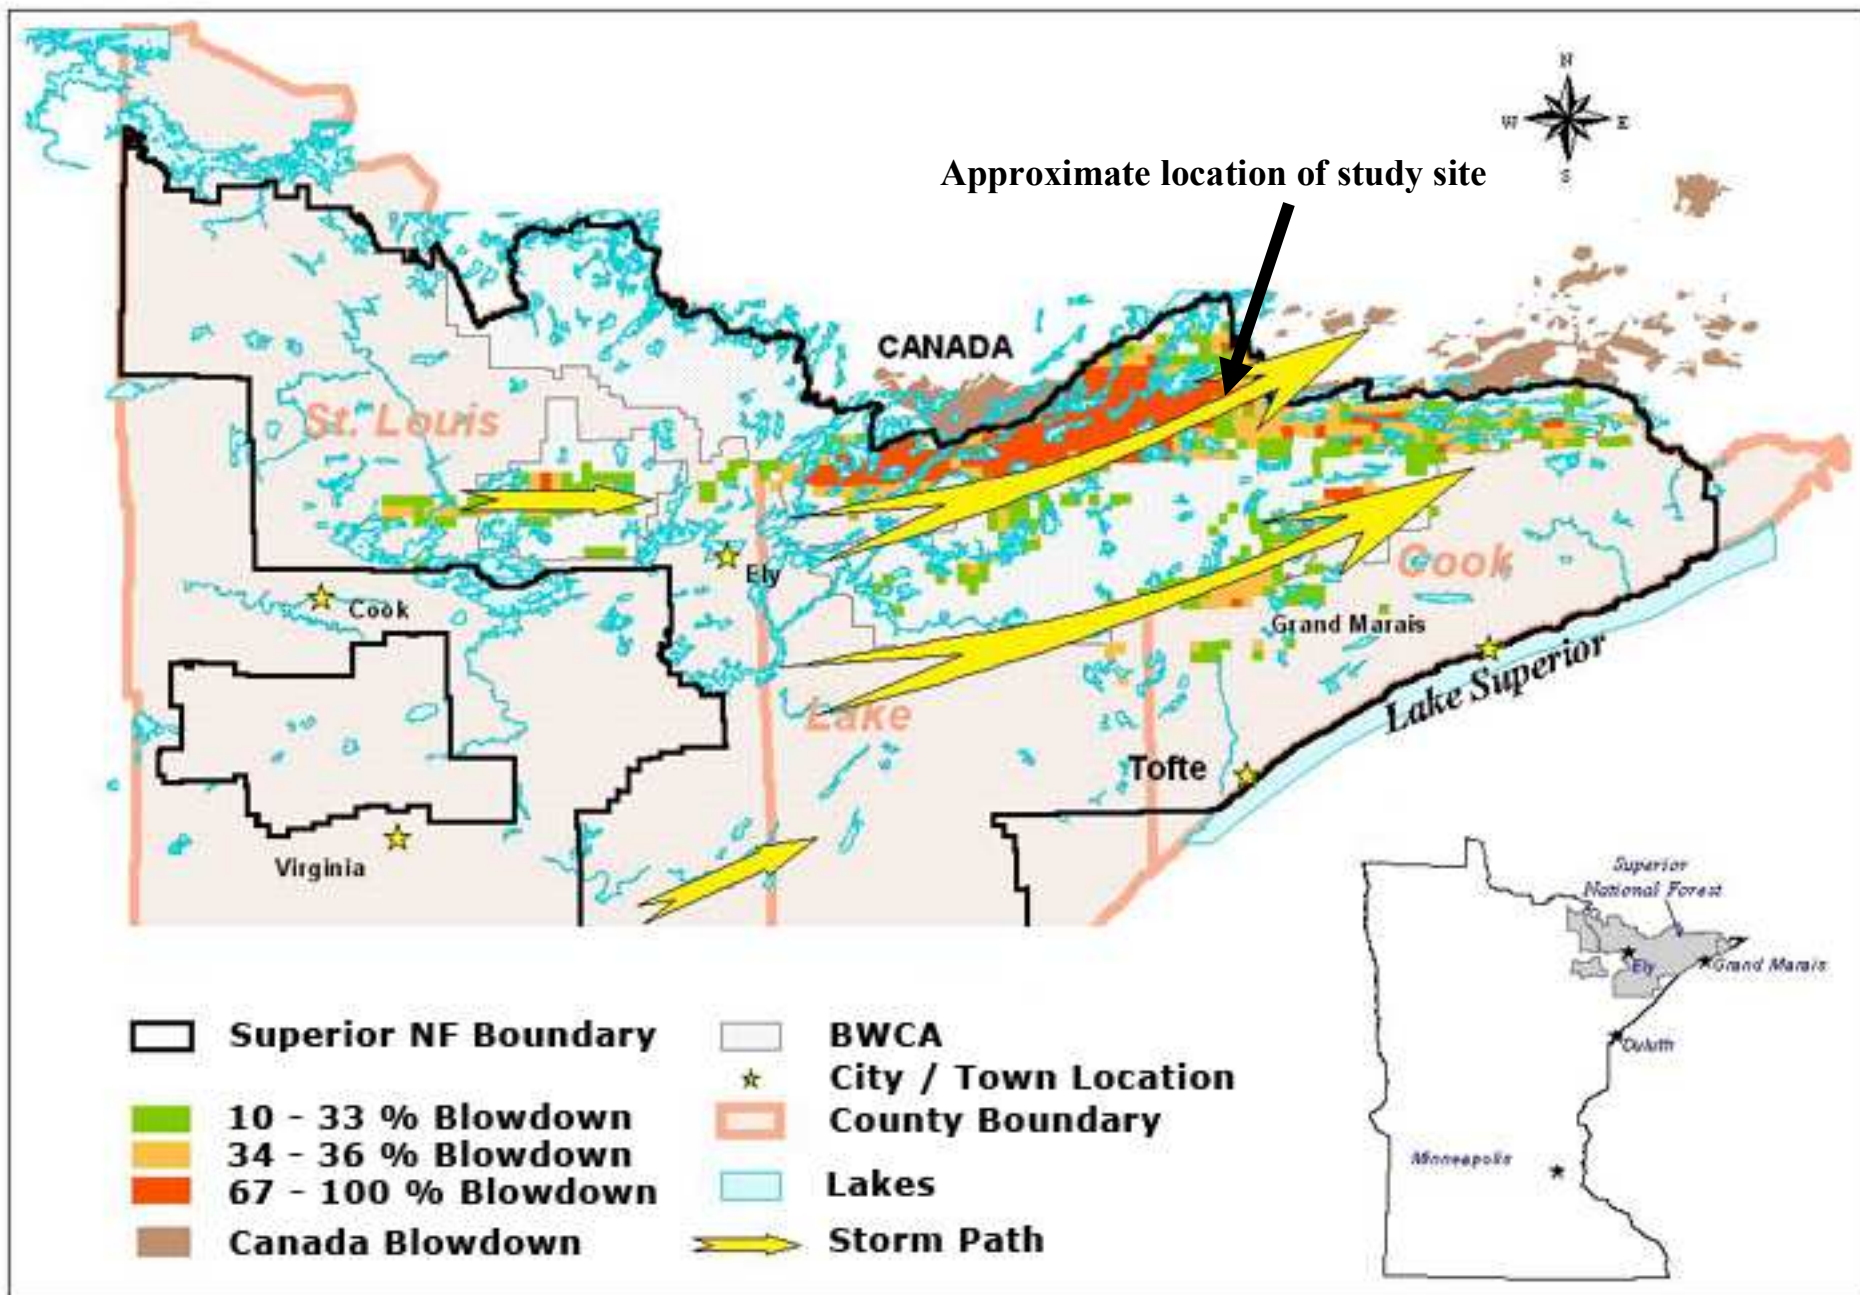 N
W E
S
Approximate location of study site
CANADA
St. Louis
Ely
Cook
Cook
Grand Marais
Lake Superior
Lake
Tofte
Virginia
Superior
National Forest
Ely
Grand Marais
Duluth
Minneapolis
Superior NF Boundary
10 - 33 % Blowdown
34 - 36 % Blowdown
67 - 100 % Blowdown
Canada Blowdown
BWCA
City / Town Location
County Boundary
Lakes
Storm Path